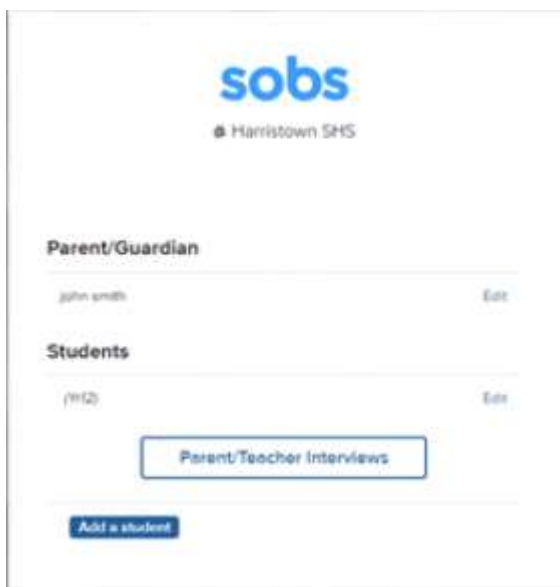 sobs
@ Harristown SHS
Parent/Guardian
john smith Edit
Students
(Yr12) Edit
Parent/Teacher Interviews
Add a student